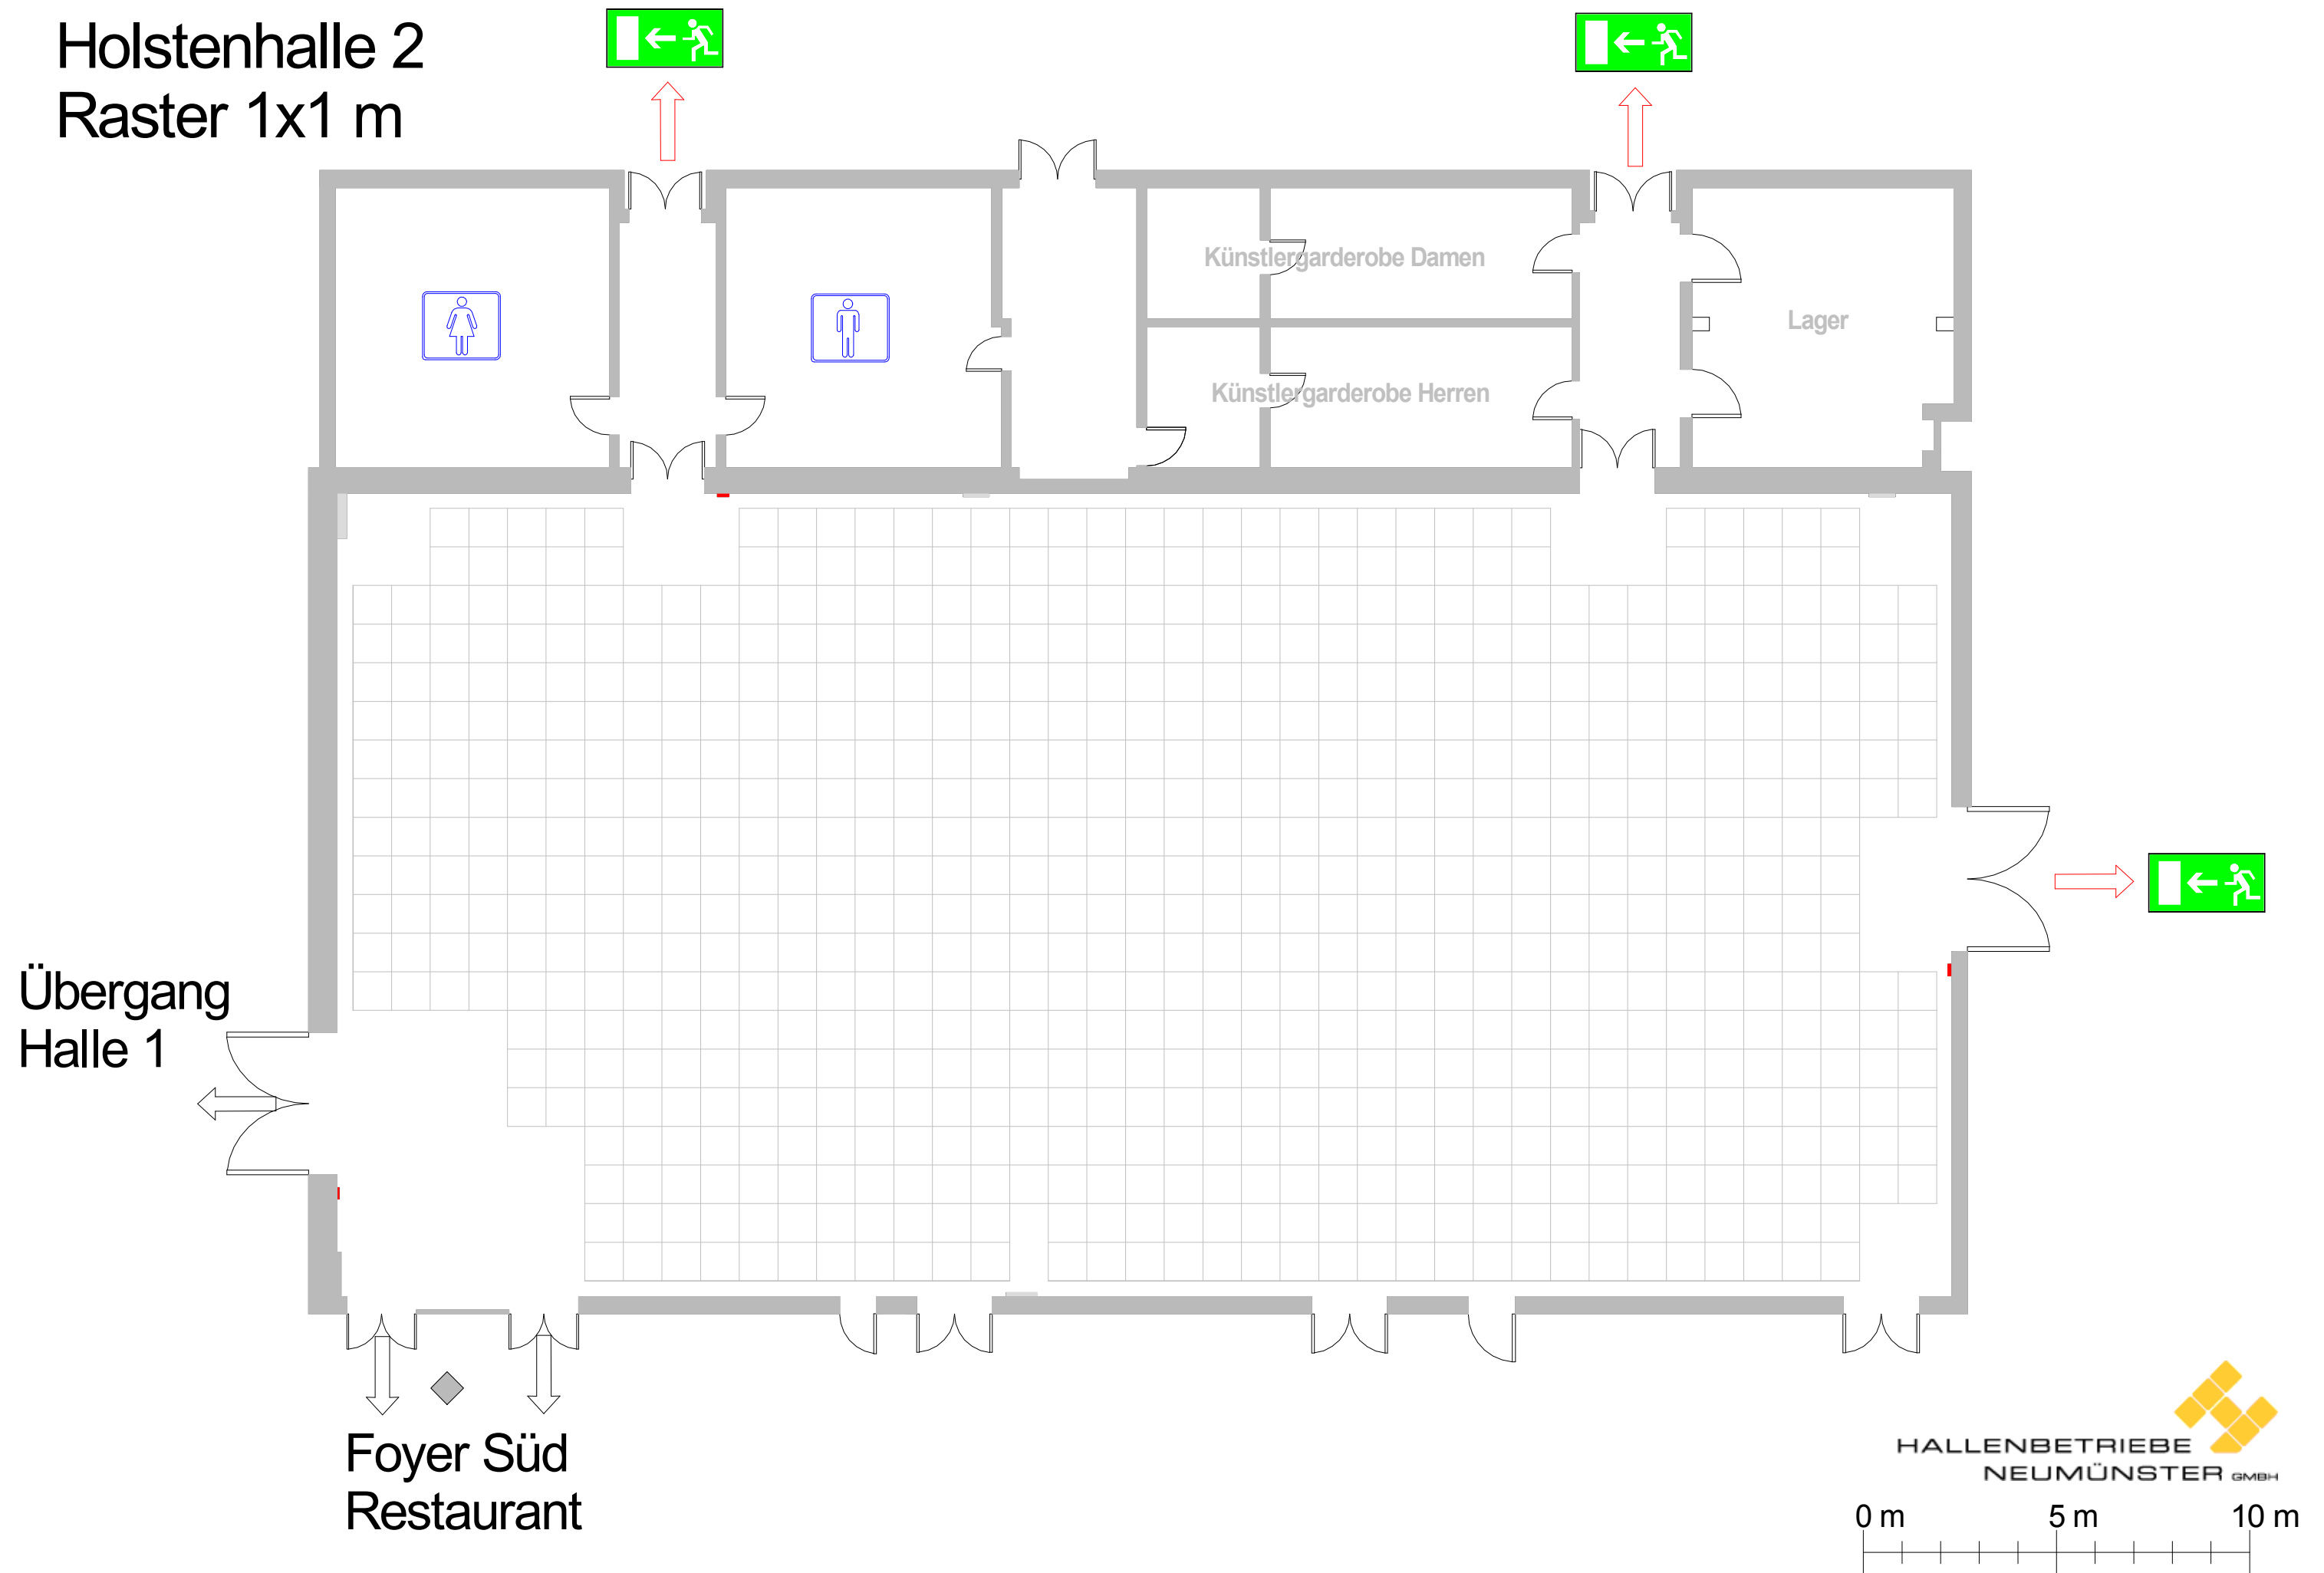 Holstenhalle 2
Raster 1x1 m
Künstlergarderobe Damen
Lager
Künstlergarderobe Herren
Übergang
Halle 1
Foyer Süd
Restaurant
HALLENBETRIEBE
NEUMÜNSTER GMBH
0 m 5 m 10 m